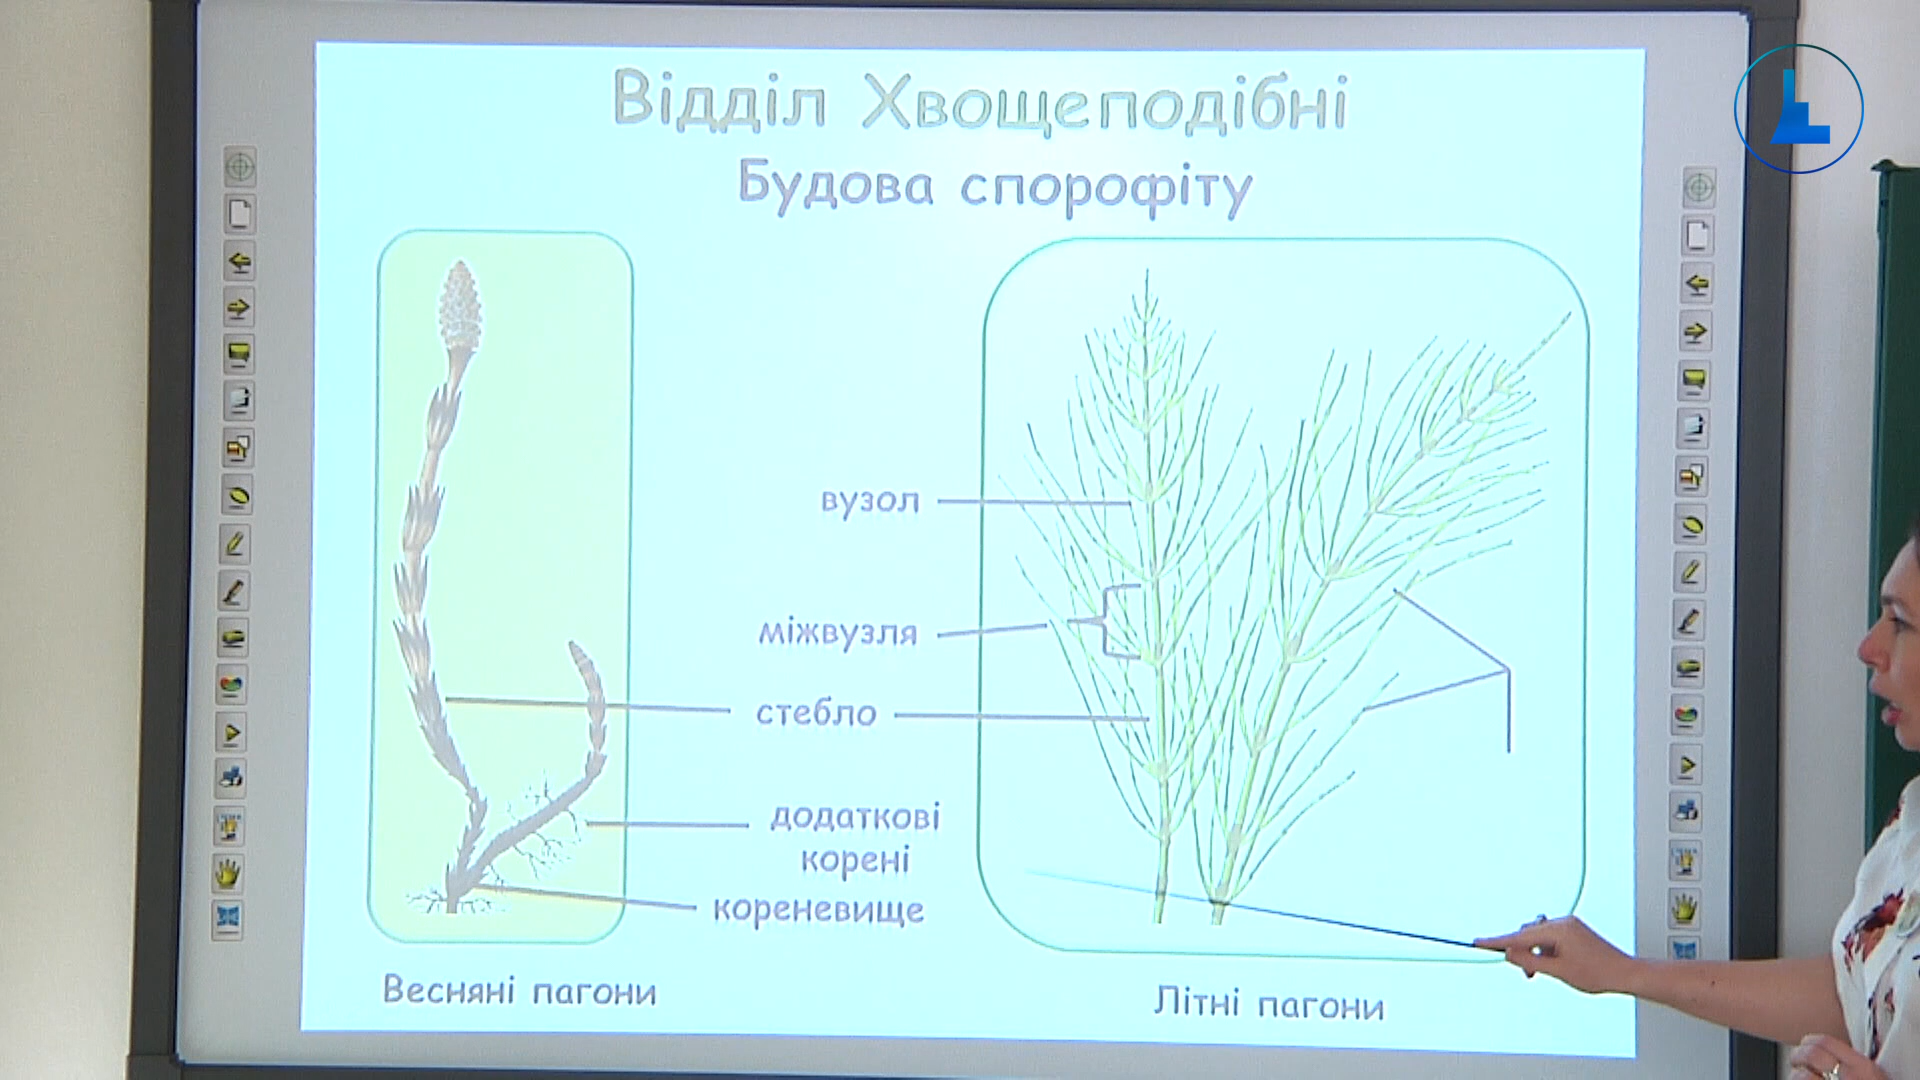 Відділ Хвощеподібні
Будова спорофіту
вузол
міжвузля
стебло
додаткові
корені
кореневище
Весняні пагони
Літні пагони